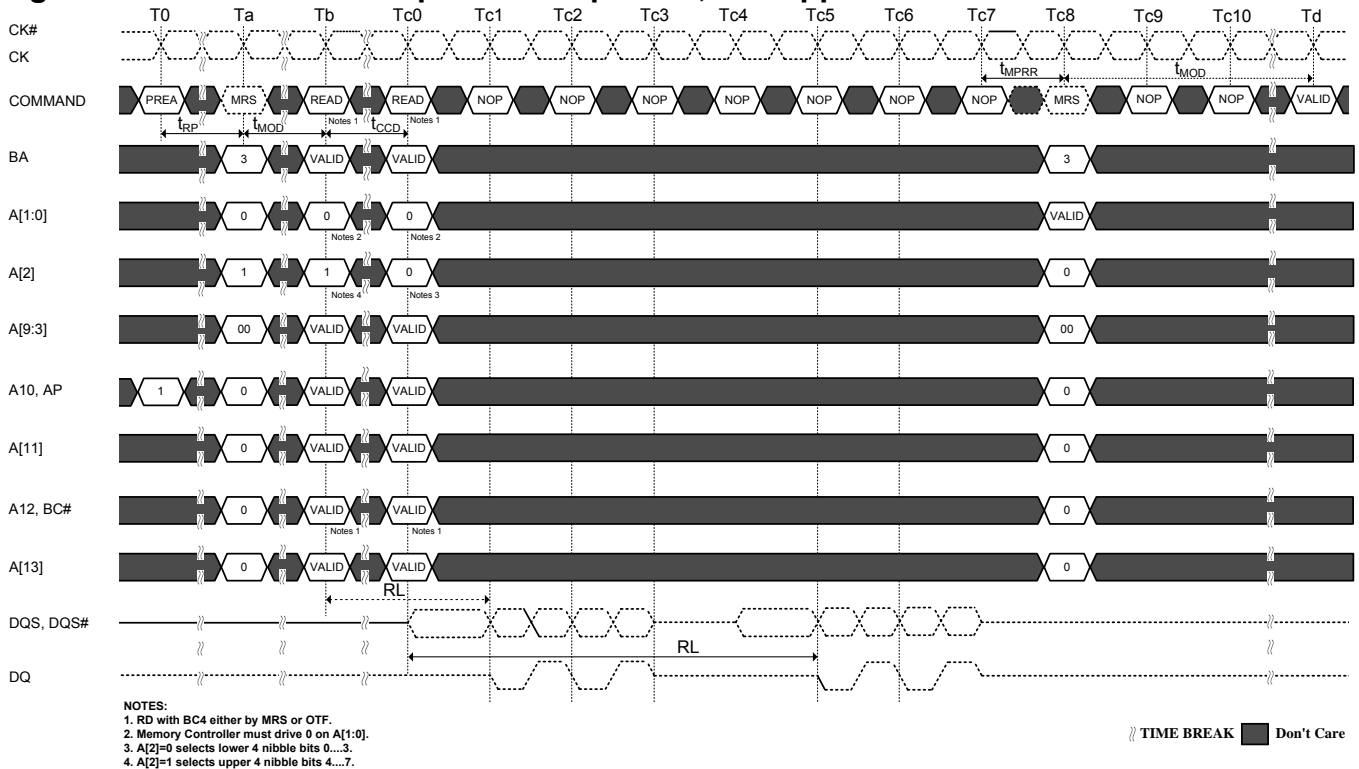 T0 Ta Tb Tc0 Tc1 Tc2 Tc3 Tc4 Tc5 Tc6 Tc7 Tc8 Tc9 Tc10 Td
CK#
CK
tMPRR tMOD
COMMAND PREA MRS READ READ NOP NOP NOP NOP NOP NOP NOP MRS NOP NOP VALID
Notes 1 Notes 1
tRP tMOD tCCD
BA 3 VALID VALID 3
A[1:0] 0 0 0 VALID
Notes 2 Notes 2
A[2] 1 1 0 0
Notes 4 Notes 3
A[9:3] 00 VALID VALID 00
A10, AP 1 0 VALID VALID 0
A[11] 0 VALID VALID 0
A12, BC# 0 VALID VALID 0
Notes 1 Notes 1
A[13] 0 VALID VALID 0
RL
DQS, DQS#
RL
DQ
NOTES:
1. RD with BC4 either by MRS or OTF.
2. Memory Controller must drive 0 on A[1:0].
3. A[2]=0 selects lower 4 nibble bits 0....3.
4. A[2]=1 selects upper 4 nibble bits 4....7.
TIME BREAK Don't Care